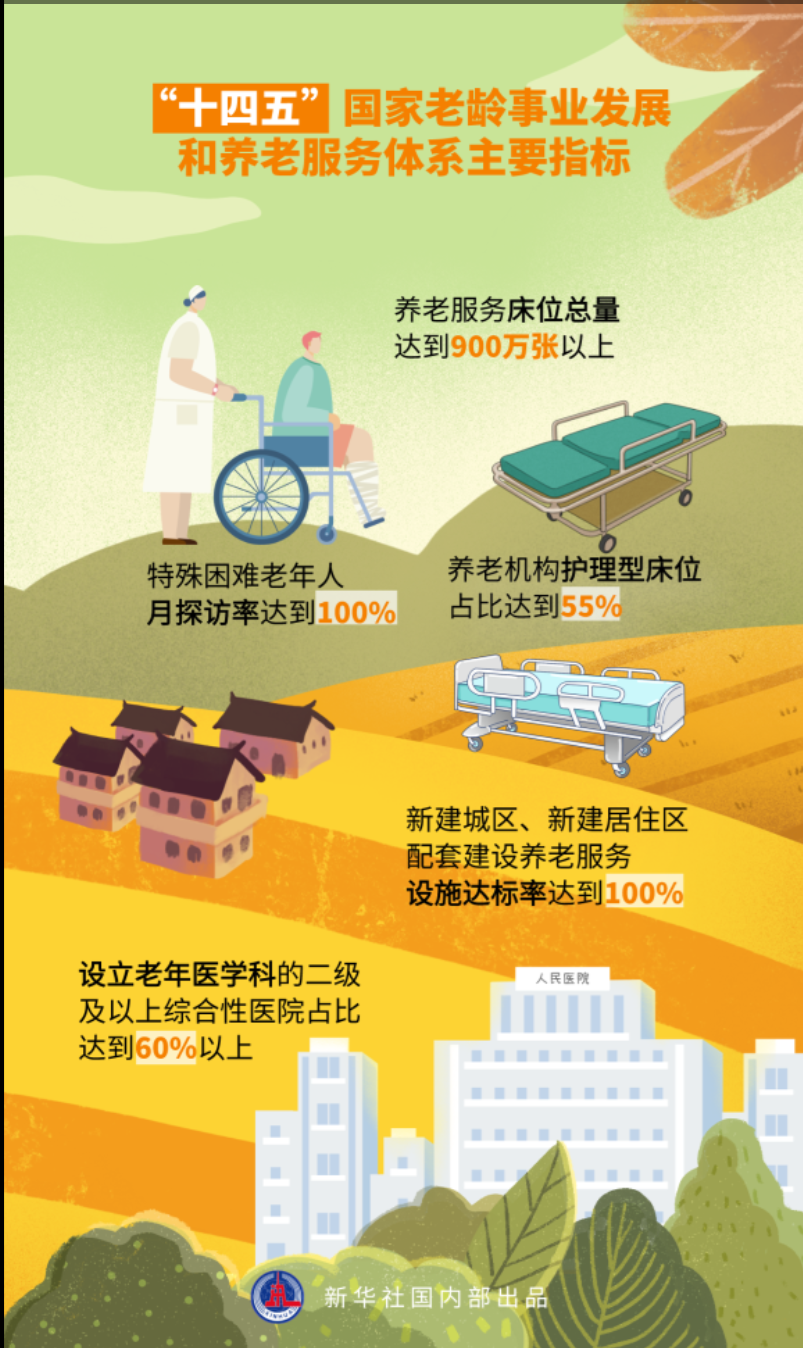 “十四五”国家老龄事业发展
和养老服务体系主要指标
养老服务床位总量
达到900万张以上
特殊困难老年人
月探访率达到100%
养老机构护理型床位
占比达到55%
新建城区、新建居住区
配套建设养老服务
设施达标率达到100%
设立老年医学科的二级
及以上综合性医院占比
达到60%以上
人民医院
XINHUA
新华社国内部出品